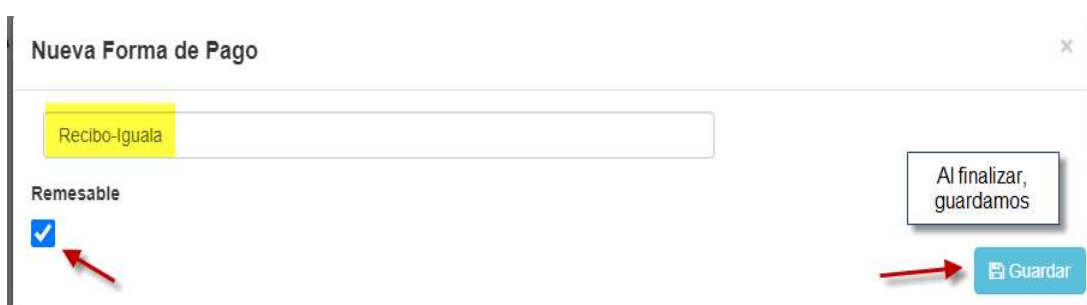 Nueva Forma de Pago
×
Recibo-Iguala
Remesable
Al finalizar,
guardamos
Guardar